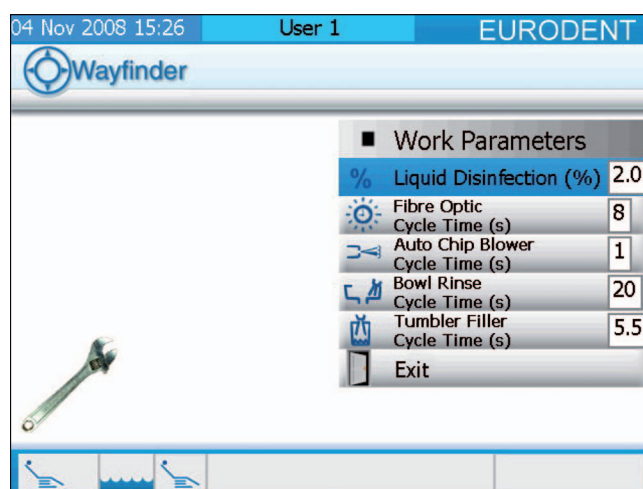 04 Nov 2008 15:26 User 1 EURODENT
Wayfinder
Work Parameters
% Liquid Disinfection (%) 2.0
Fibre Optic
Cycle Time (s) 8
Auto Chip Blower
Cycle Time (s) 1
Bowl Rinse
Cycle Time (s) 20
Tumbler Filler
Cycle Time (s) 5.5
Exit